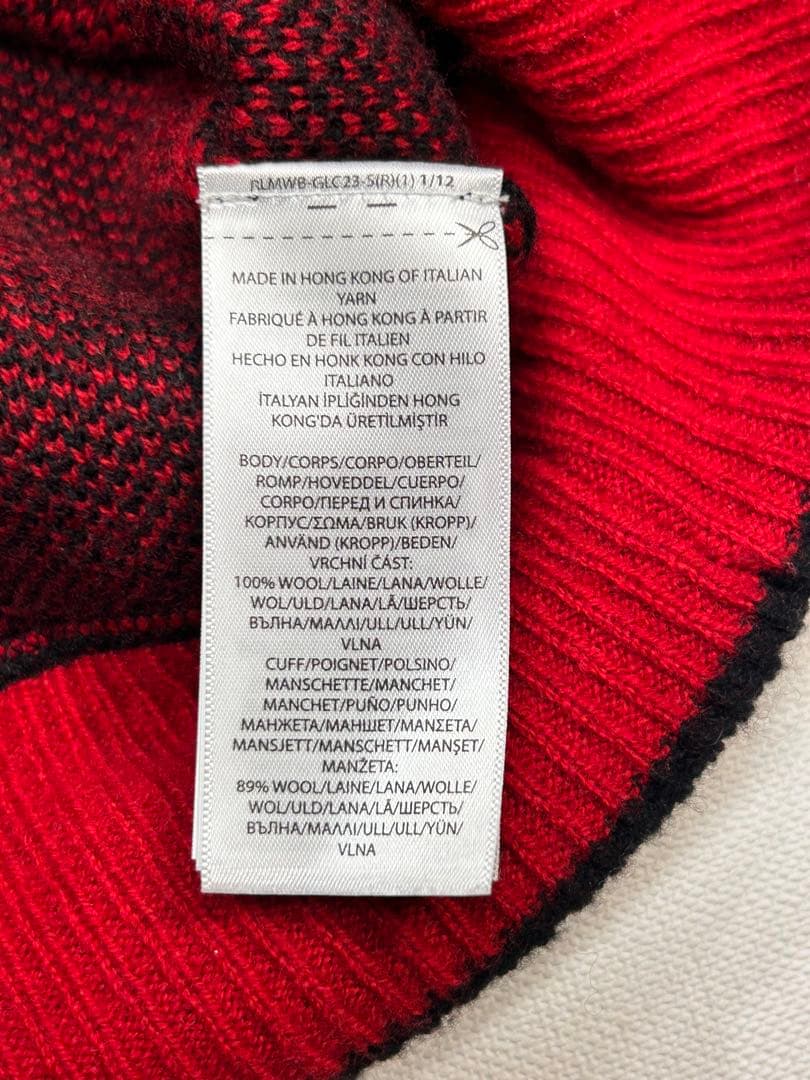 RLMWB-GLC23-5(R)(1) 1/12
MADE IN HONG KONG OF ITALIAN
YARN
FABRIQUÉ À HONG KONG À PARTIR
DE FIL ITALIEN
HECHO EN HONK KONG CON HILO
ITALIANO
İTALYAN İPLİĞİNDEN HONG
KONG'DA ÜRETİLMİŞTİR
BODY/CORPS/CORPO/OBERTEIL/
ROMP/HOVEDDEL/CUERPO/
CORPO/ПЕРЕД И СПИНКА/
КОРПУС/ΣΩΜΑ/BRUK (KROPP)/
ANVÄND (KROPP)/BEDEN/
VRCHNÍ ČÁST:
100% WOOL/LAINE/LANA/WOLLE/
WOL/ULD/LANA/LÃ/ШЕРСТЬ/
ВЪЛНА/ΜΑΛΛΙ/ULL/ULL/YÜN/
VLNA
CUFF/POIGNET/POLSINO/
MANSCHETTE/MANCHET/
MANCHET/PUÑO/PUNHO/
МАНЖЕТА/МАНШЕТ/ΜΑΝΣΕΤΑ/
MANSJETT/MANSCHETT/MANŞET/
MANŽETA:
89% WOOL/LAINE/LANA/WOLLE/
WOL/ULD/LANA/LÃ/ШЕРСТЬ/
ВЪЛНА/ΜΑΛΛΙ/ULL/ULL/YÜN/
VLNA